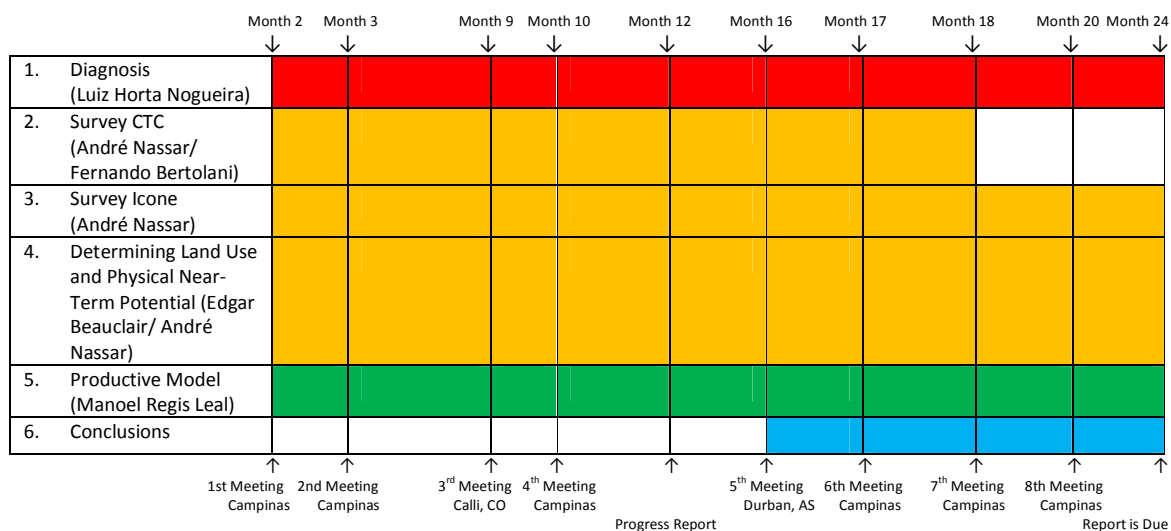 Month 2 Month 3 Month 9 Month 10 Month 12 Month 16 Month 17 Month 18 Month 20 Month 24
1. Diagnosis
(Luiz Horta Nogueira)
2. Survey CTC
(André Nassar/
Fernando Bertolani)
3. Survey Icone
(André Nassar)
4. Determining Land Use
and Physical Near-
Term Potential (Edgar
Beauclair/ André
Nassar)
5. Productive Model
(Manoel Regis Leal)
6. Conclusions
1st Meeting
Campinas
2nd Meeting
Campinas
3rd Meeting
Calli, CO
4th Meeting
Campinas
Progress Report
5th Meeting
Durban, AS
6th Meeting
Campinas
7th Meeting
Campinas
8th Meeting
Campinas
Report is Due